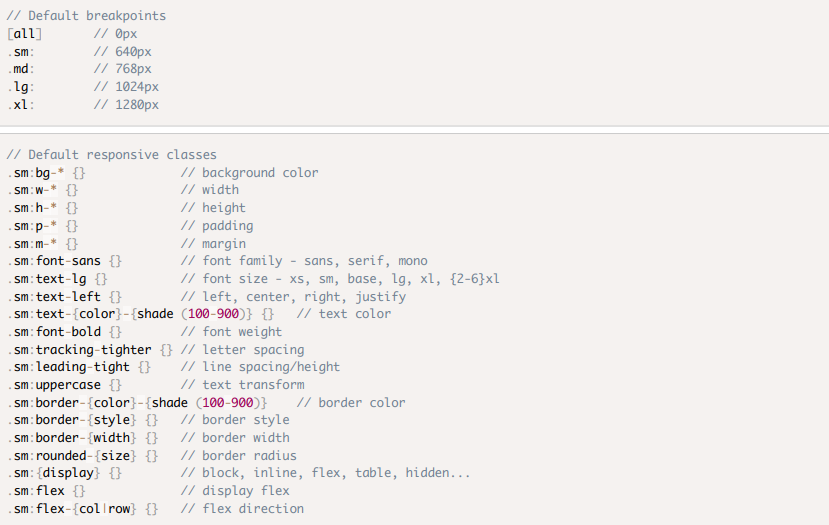 // Default breakpoints
[all] // 0px
.sm: // 640px
.md: // 768px
.lg: // 1024px
.xl: // 1280px
// Default responsive classes
.sm:bg-* {} // background color
.sm:w-* {} // width
.sm:h-* {} // height
.sm:p-* {} // padding
.sm:m-* {} // margin
.sm:font-sans {} // font family - sans, serif, mono
.sm:text-lg {} // font size - xs, sm, base, lg, xl, {2-6}xl
.sm:text-left {} // left, center, right, justify
.sm:text-{color}-{shade (100-900)} {} // text color
.sm:font-bold {} // font weight
.sm:tracking-tighter {} // letter spacing
.sm:leading-tight {} // line spacing/height
.sm:uppercase {} // text transform
.sm:border-{color}-{shade (100-900)} // border color
.sm:border-{style} {} // border style
.sm:border-{width} {} // border width
.sm:rounded-{size} {} // border radius
.sm:{display} {} // block, inline, flex, table, hidden...
.sm:flex {} // display flex
.sm:flex-{col|row} {} // flex direction